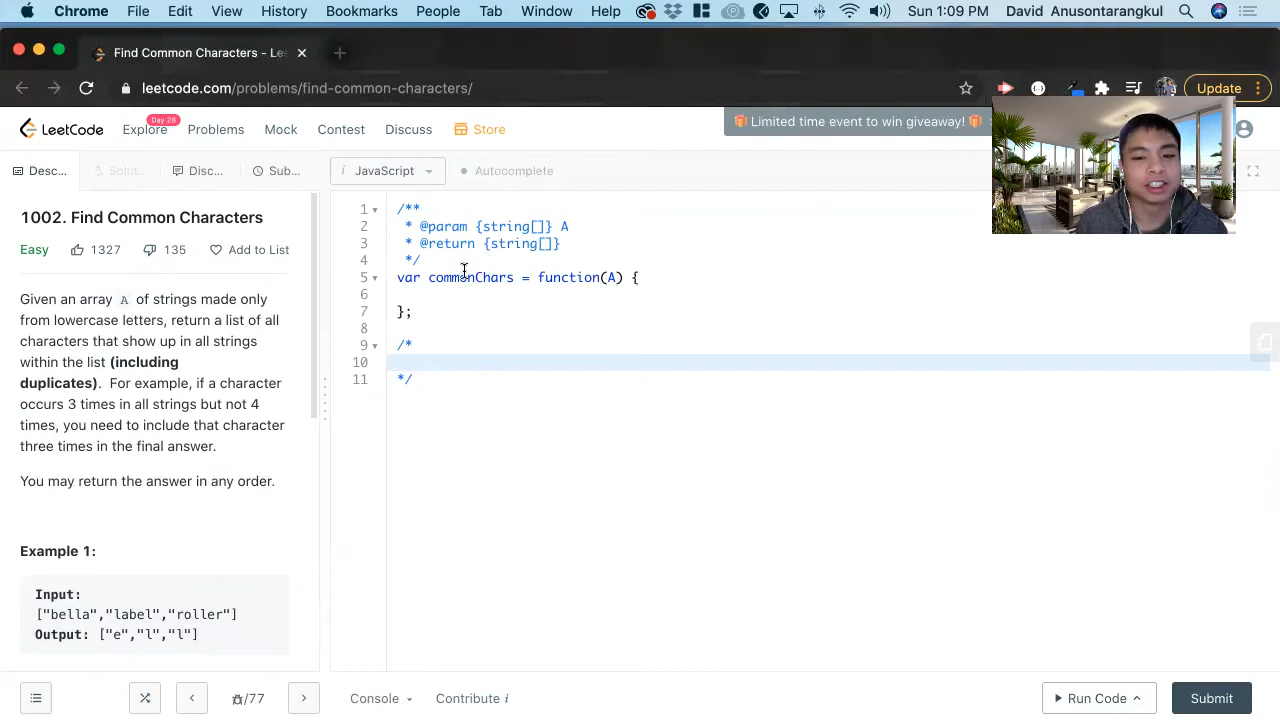 Chrome File Edit View History Bookmarks People Tab Window Help Sun 1:09 PM David Anusontarangkul
Find Common Characters - Le
leetcode.com/problems/find-common-characters/ Update
LeetCode Explore Day 28 Problems Mock Contest Discuss Store 🎁 Limited time event to win giveaway! 🎁
Desc... Solut... Disc... Sub... i JavaScript Autocomplete
1002. Find Common Characters
Easy 1327 135 Add to List
Given an array A of strings made only
from lowercase letters, return a list of all
characters that show up in all strings
within the list (including
duplicates).  For example, if a character
occurs 3 times in all strings but not 4
times, you need to include that character
three times in the final answer.
You may return the answer in any order.
Example 1:
Input:
["bella","label","roller"]
Output: ["e","l","l"]
1 /**
2 * @param {string[]} A
3 * @return {string[]}
4 */
5 var commonChars = function(A) {
6
7 };
8
9 /*
10
11 */
/77 Console Contribute i Run Code Submit